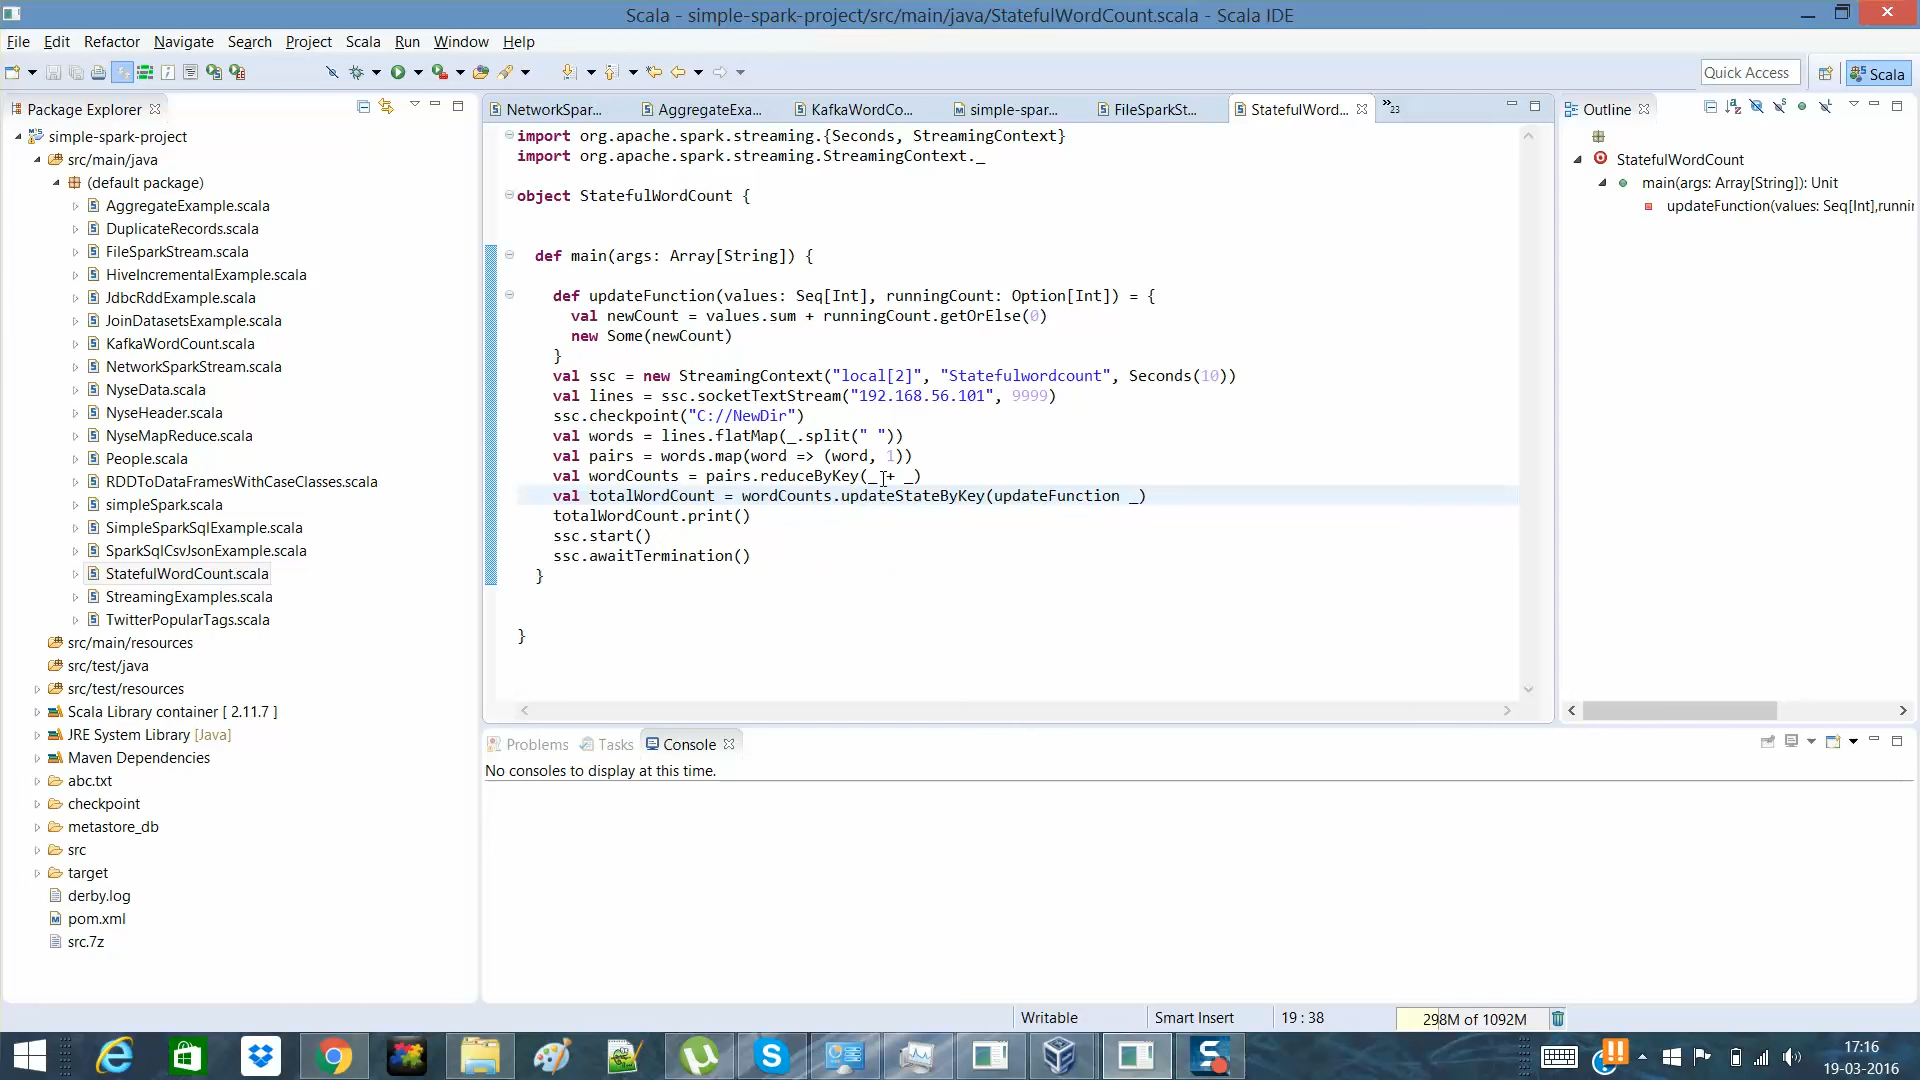 Scala - simple-spark-project/src/main/java/StatefulWordCount.scala - Scala IDE
File Edit Refactor Navigate Search Project Scala Run Window Help
Quick Access
Scala
Package Explorer
simple-spark-project
src/main/java
(default package)
AggregateExample.scala
DuplicateRecords.scala
FileSparkStream.scala
HiveIncrementalExample.scala
JdbcRddExample.scala
JoinDatasetsExample.scala
KafkaWordCount.scala
NetworkSparkStream.scala
NyseData.scala
NyseHeader.scala
NyseMapReduce.scala
People.scala
RDDToDataFramesWithCaseClasses.scala
simpleSpark.scala
SimpleSparkSqlExample.scala
SparkSqlCsvJsonExample.scala
StatefulWordCount.scala
StreamingExamples.scala
TwitterPopularTags.scala
src/main/resources
src/test/java
src/test/resources
Scala Library container [ 2.11.7 ]
JRE System Library [Java]
Maven Dependencies
abc.txt
checkpoint
metastore_db
src
target
derby.log
pom.xml
src.7z
NetworkSpar... AggregateExa... KafkaWordCo... simple-spar... FileSparkSt... StatefulWord... »23
import org.apache.spark.streaming.{Seconds, StreamingContext}
import org.apache.spark.streaming.StreamingContext._
object StatefulWordCount {
def main(args: Array[String]) {
def updateFunction(values: Seq[Int], runningCount: Option[Int]) = {
val newCount = values.sum + runningCount.getOrElse(0)
new Some(newCount)
}
val ssc = new StreamingContext("local[2]", "Statefulwordcount", Seconds(10))
val lines = ssc.socketTextStream("192.168.56.101", 9999)
ssc.checkpoint("C://NewDir")
val words = lines.flatMap(_.split(" "))
val pairs = words.map(word => (word, 1))
val wordCounts = pairs.reduceByKey(_ + _)
val totalWordCount = wordCounts.updateStateByKey(updateFunction _)
totalWordCount.print()
ssc.start()
ssc.awaitTermination()
}
}
Outline
StatefulWordCount
main(args: Array[String]): Unit
updateFunction(values: Seq[Int],runnin
Problems Tasks Console
No consoles to display at this time.
Writable Smart Insert 19 : 38 298M of 1092M
17:16
19-03-2016